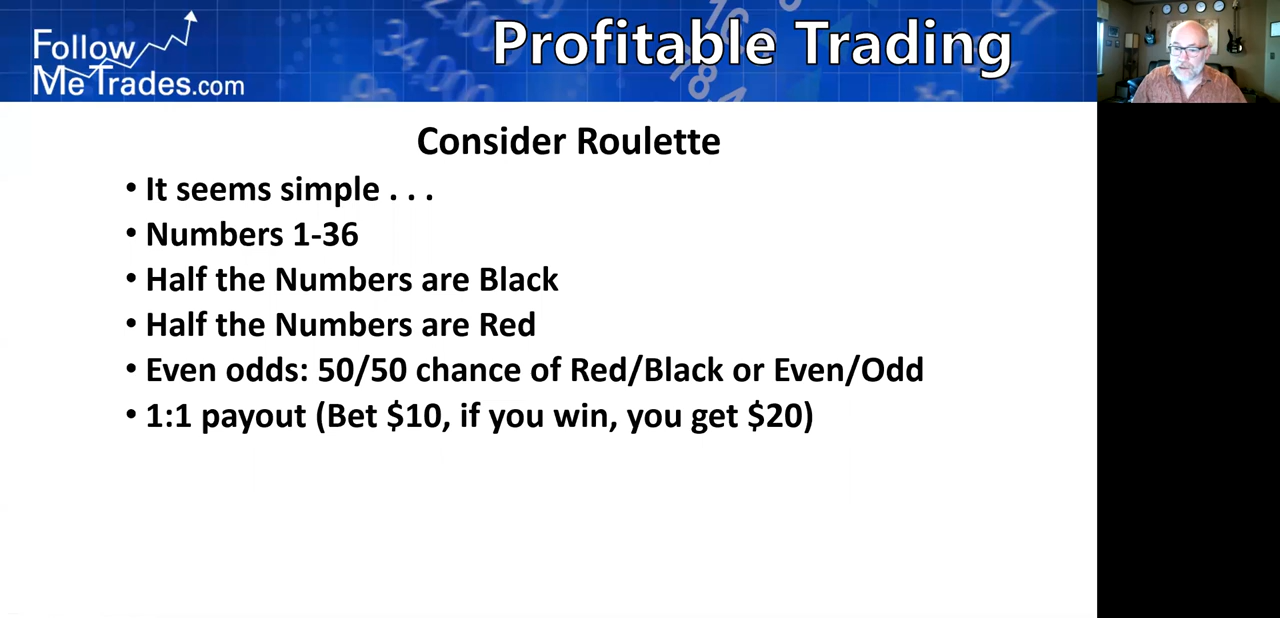 Follow
Me Trades.com
Profitable Trading
Consider Roulette
• It seems simple . . .
• Numbers 1-36
• Half the Numbers are Black
• Half the Numbers are Red
• Even odds: 50/50 chance of Red/Black or Even/Odd
• 1:1 payout (Bet $10, if you win, you get $20)